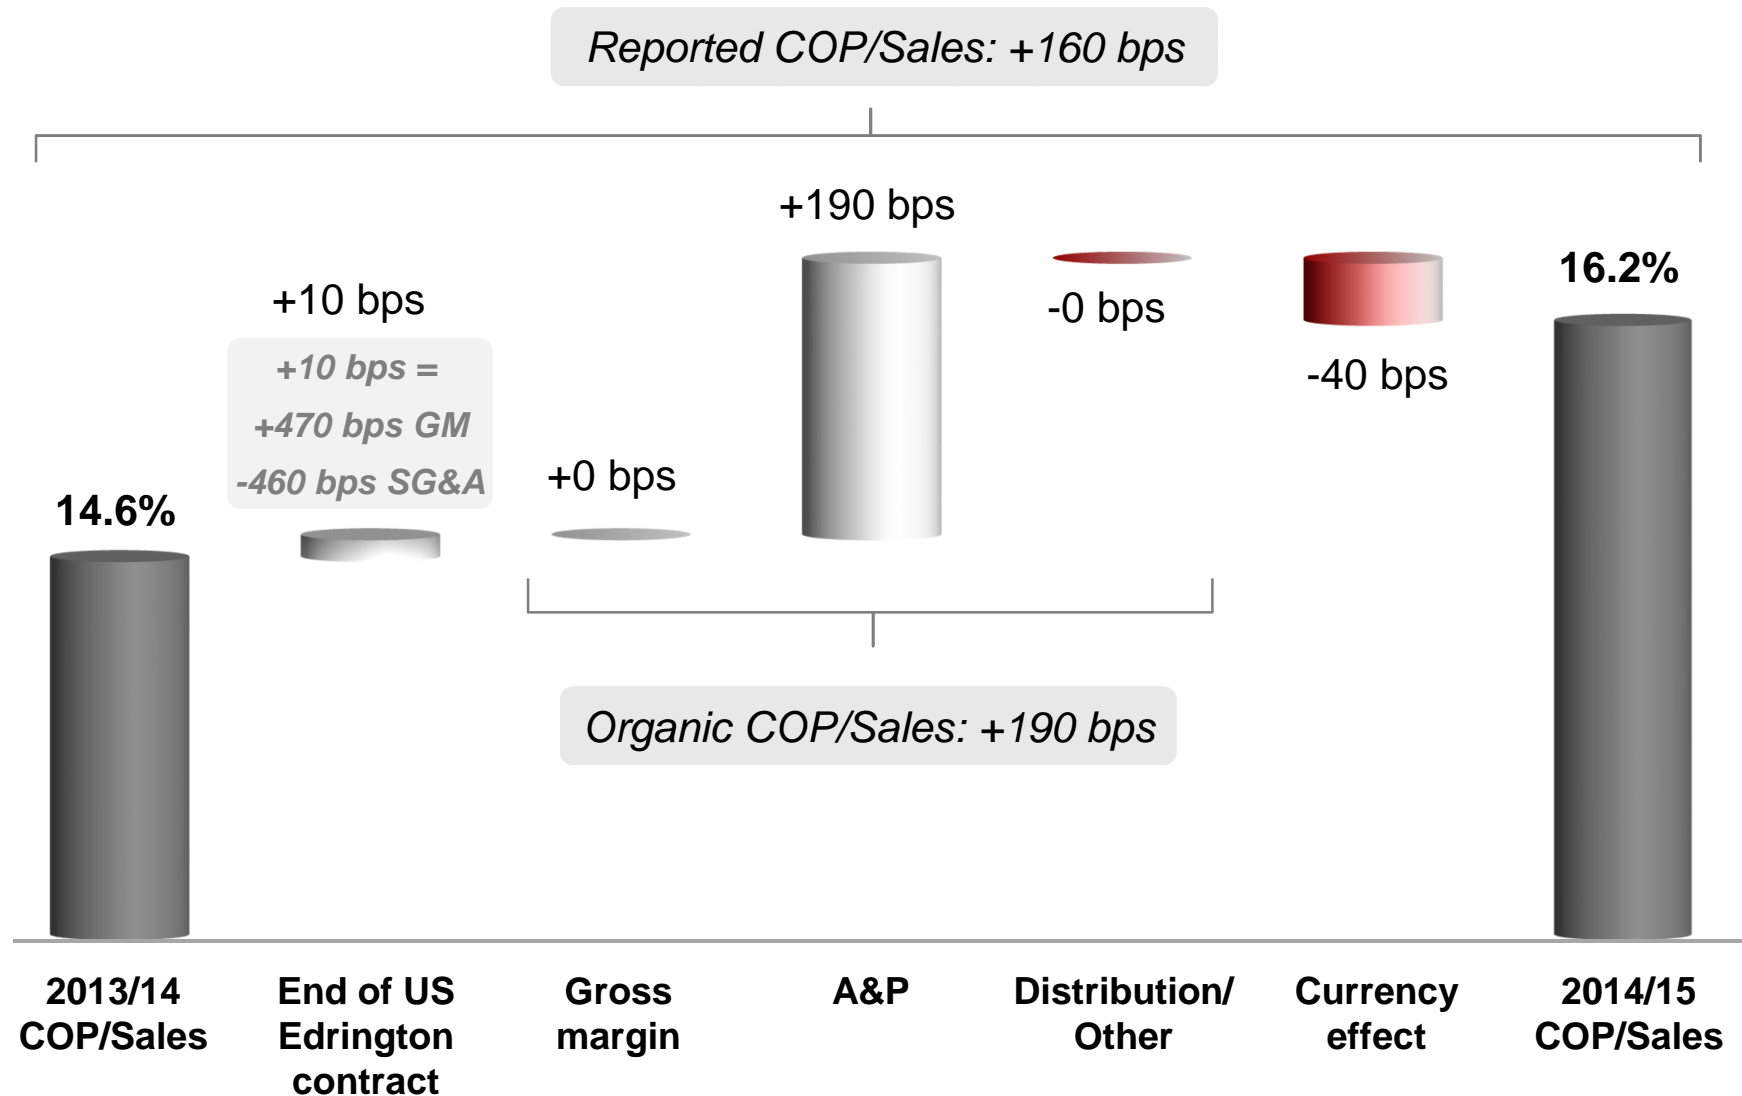 Reported COP/Sales: +160 bps
+190 bps
+10 bps
+10 bps =
+470 bps GM
-460 bps SG&A
+0 bps
-0 bps
-40 bps
14.6%
16.2%
Organic COP/Sales: +190 bps
2013/14
COP/Sales
End of US
Edrington
contract
Gross
margin
A&P
Distribution/
Other
Currency
effect
2014/15
COP/Sales